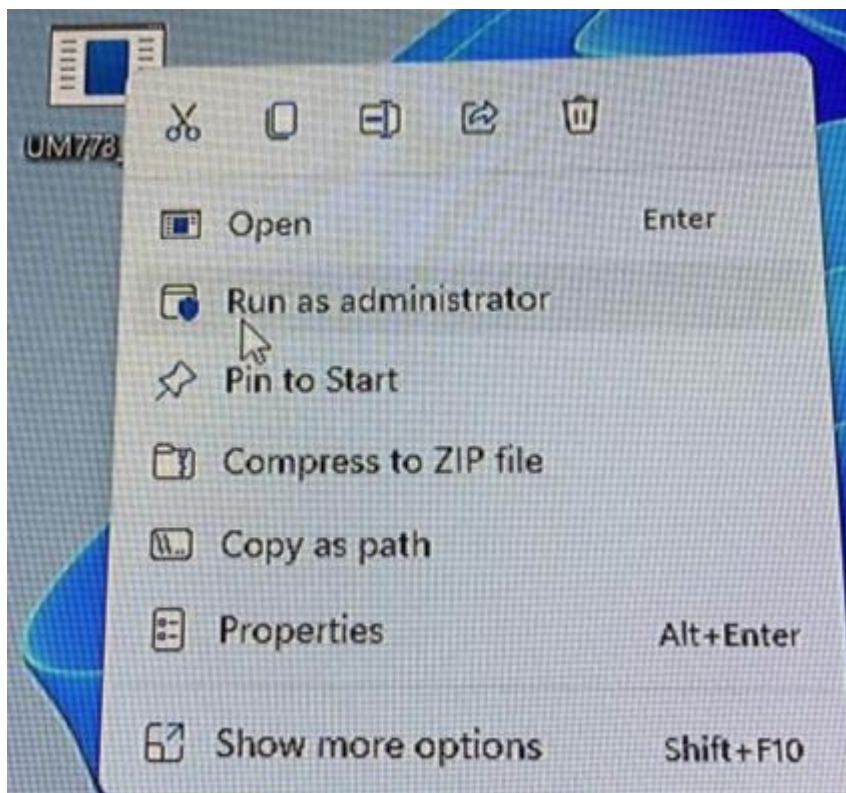 UM773
Open Enter
Run as administrator
Pin to Start
Compress to ZIP file
Copy as path
Properties Alt+Enter
Show more options Shift+F10